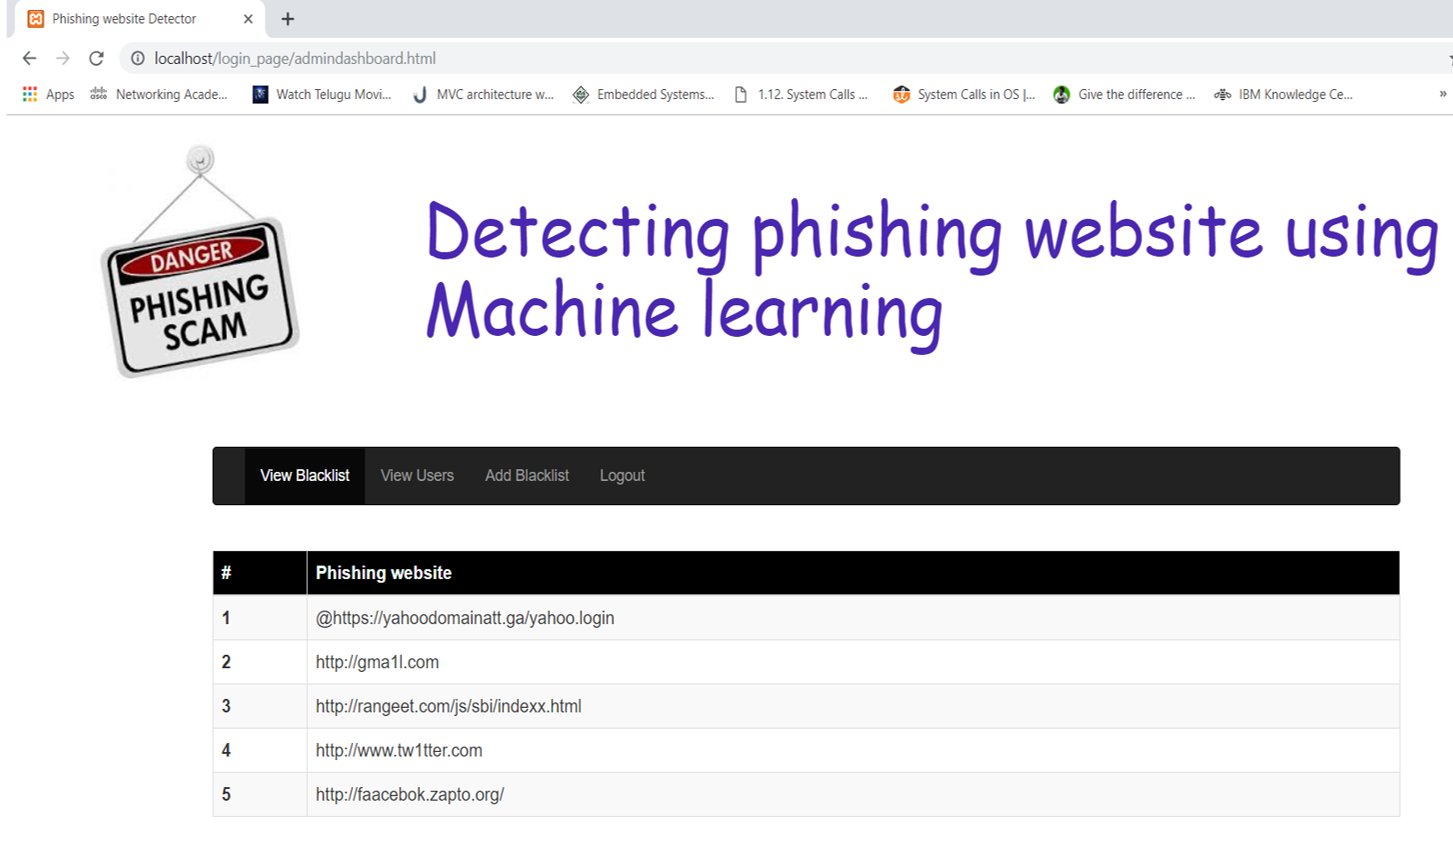 Phishing website Detector
localhost/login_page/admindashboard.html
Apps Networking Acade... Watch Telugu Movi... MVC architecture w... Embedded Systems... 1.12. System Calls ... System Calls in OS |... Give the difference ... IBM Knowledge Ce... »
DANGER
PHISHING
SCAM
Detecting phishing website using
Machine learning
View Blacklist View Users Add Blacklist Logout
# Phishing website
1 @https://yahoodomainatt.ga/yahoo.login
2 http://gma1l.com
3 http://rangeet.com/js/sbi/indexx.html
4 http://www.tw1tter.com
5 http://faacebok.zapto.org/